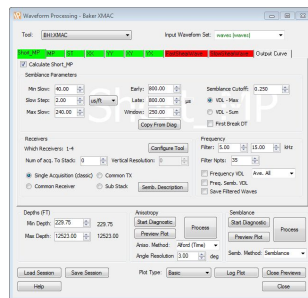 Waveform Processing - Baker XMAC
Tool: BH1:XMAC Input Waveform Set: waves (waves)
Short_MP MP ST XX YY XY YX Output Curve
Calculate Short_MP
Semblance Parameters
Min Slow: 40.00 Early: 800.00 Semblance Cutoff: 0.250
Slow Step: 2.00 us/ft Late: 800.00 µs VDL - Max
Max Slow: 240.00 Window: 250.00 VDL - Sum
Copy From Diag First Break DT
Receivers Frequency
Which Receivers: 1-4 Configure Tool Filter: 5.00 15.00 kHz
Num of acq. To Stack: 0 Vertical Resolution: 0 Filter Npts: 35
Single Acquisition (classic) Common TX Frequency VDL Ave. All
Common Receiver Sub Stack Semb. Description Freq. Semb. VDL
Save Filtered Waves
Depths (FT) Anisotropy Semblance
Min Depth: 229.75 229.75 Start Diagnostic Process Start Diagnostic Process
Max Depth: 12523.00 12523.00 Preview Plot Preview Plot
Aniso. Method: Alford (Time) Semb. Method: Semblance
Angle Resolution 3.00 deg
Load Session Save Session Plot Type: Basic Log Plot Close Previews
Help Close